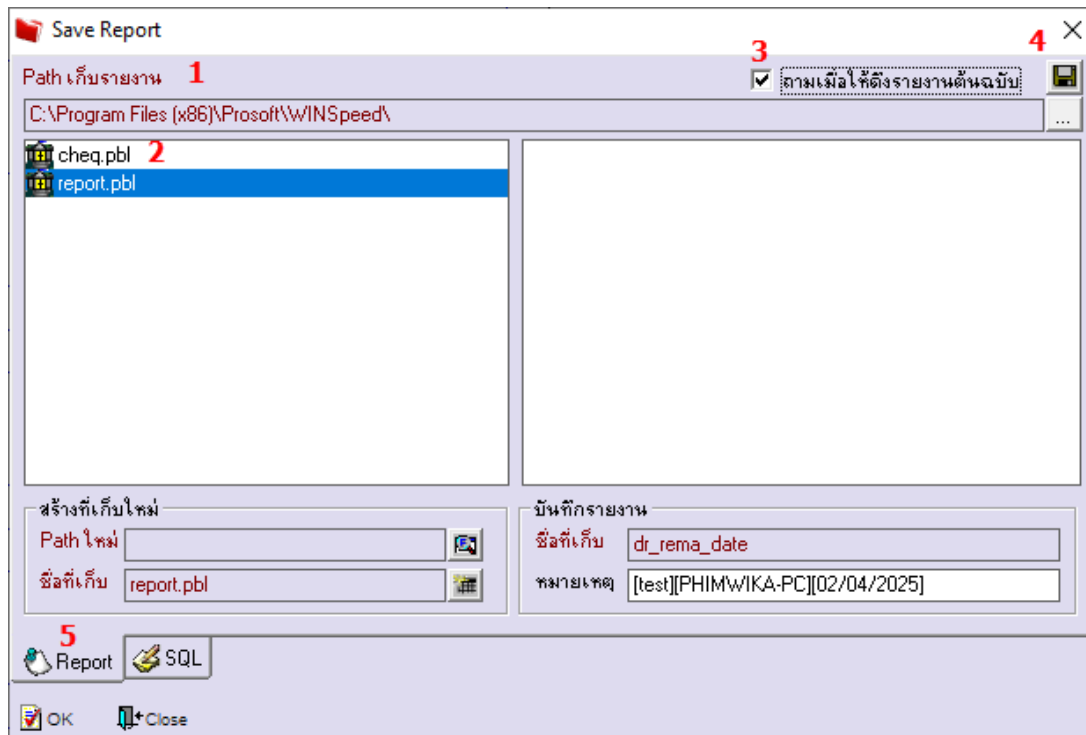 Save Report
4
Path เก็บรายงาน 1
3
ถามเมื่อให้ดึงรายงานต้นฉบับ
C:\Program Files (x86)\Prosoft\WINSpeed\
...
cheq.pbl 2
report.pbl
สร้างที่เก็บใหม่
Path ใหม่
ชื่อที่เก็บ report.pbl
บันทึกรายงาน
ชื่อที่เก็บ dr_rema_date
หมายเหตุ [test][PHIMWIKA-PC][02/04/2025]
5
Report SQL
OK Close